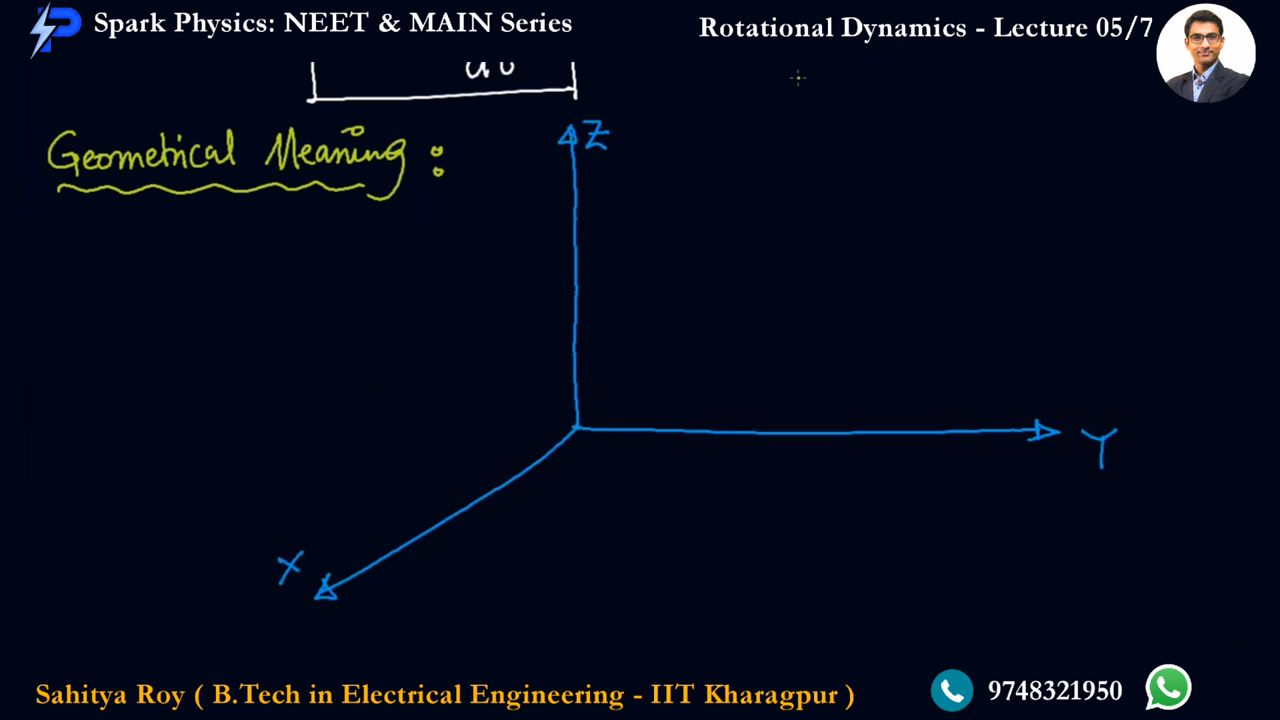 Spark Physics: NEET & MAIN Series
Rotational Dynamics - Lecture 05/7
Geometrical Meaning :
Z
Y
X
Sahitya Roy ( B.Tech in Electrical Engineering - IIT Kharagpur )
9748321950